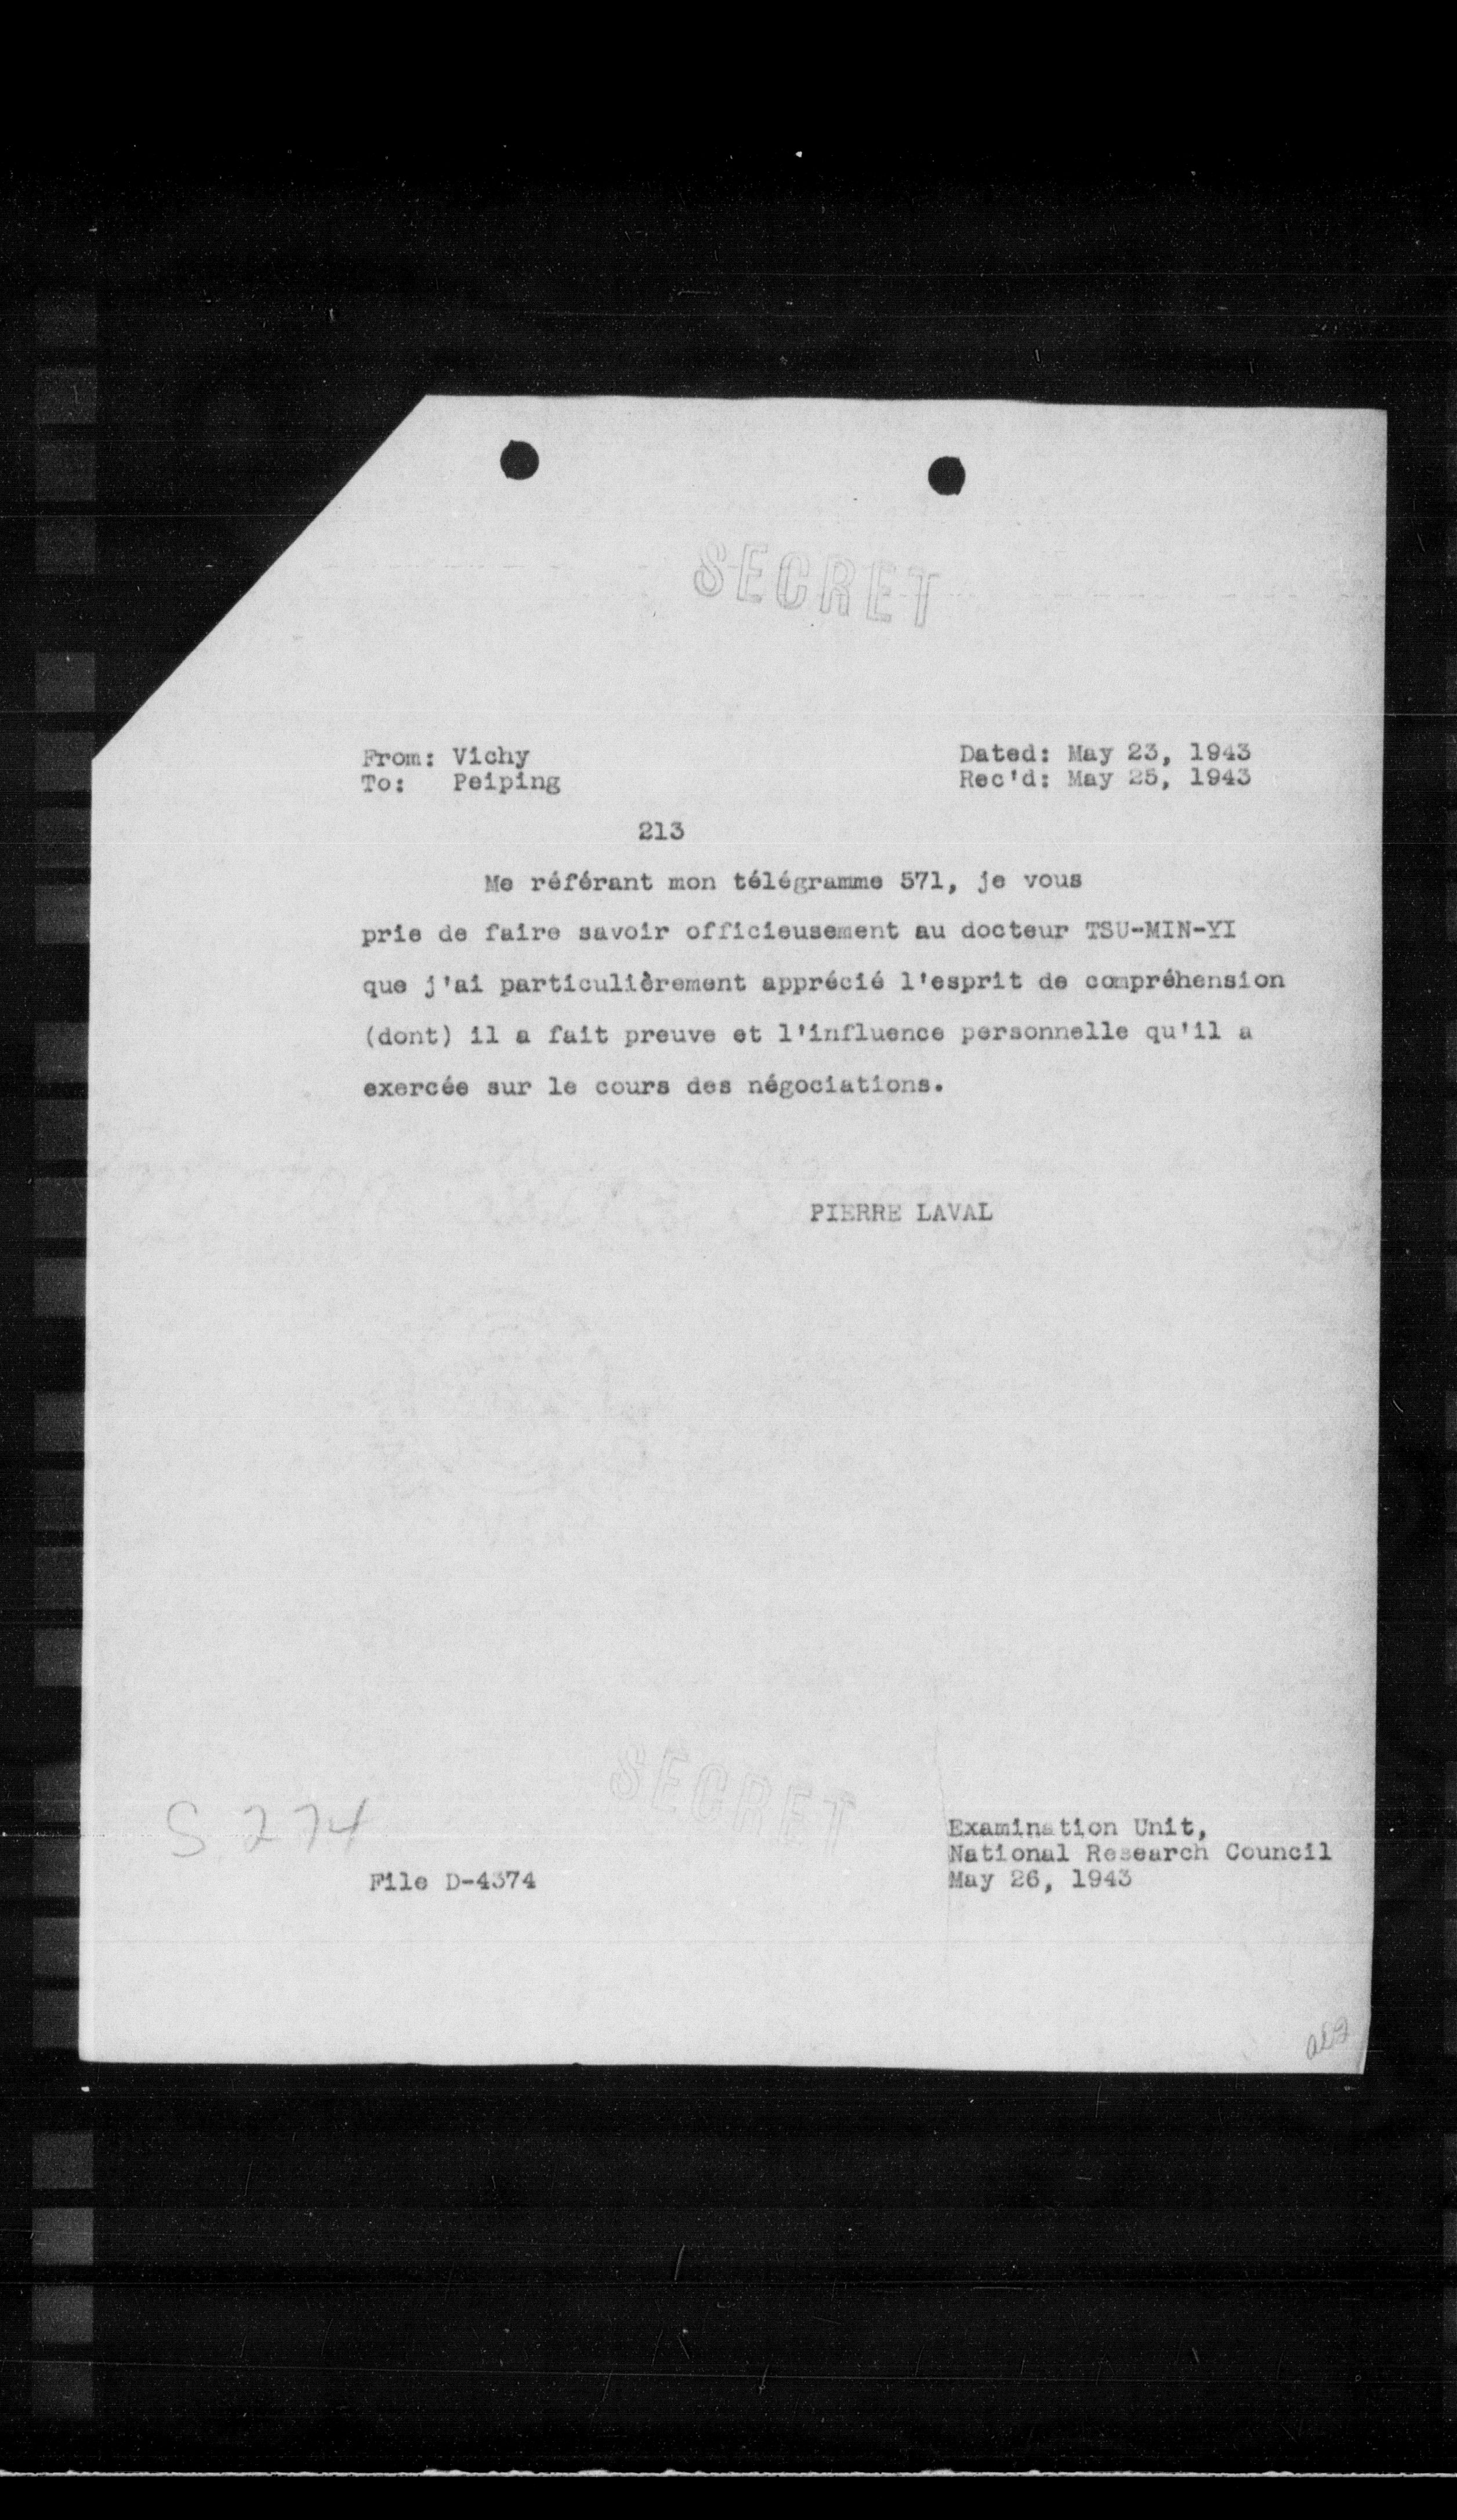 SECRET
From: Vichy
To: Peiping
Dated: May 23, 1943
Rec'd: May 25, 1943
213
Me référant mon télégramme 571, je vous
prie de faire savoir officieusement au docteur TSU-MIN-YI
que j'ai particulièrement apprécié l'esprit de compréhension
(dont) il a fait preuve et l'influence personnelle qu'il a
exercée sur le cours des négociations.
PIERRE LAVAL
SECRET
S 274
File D-4374
Examination Unit,
National Research Council
May 26, 1943